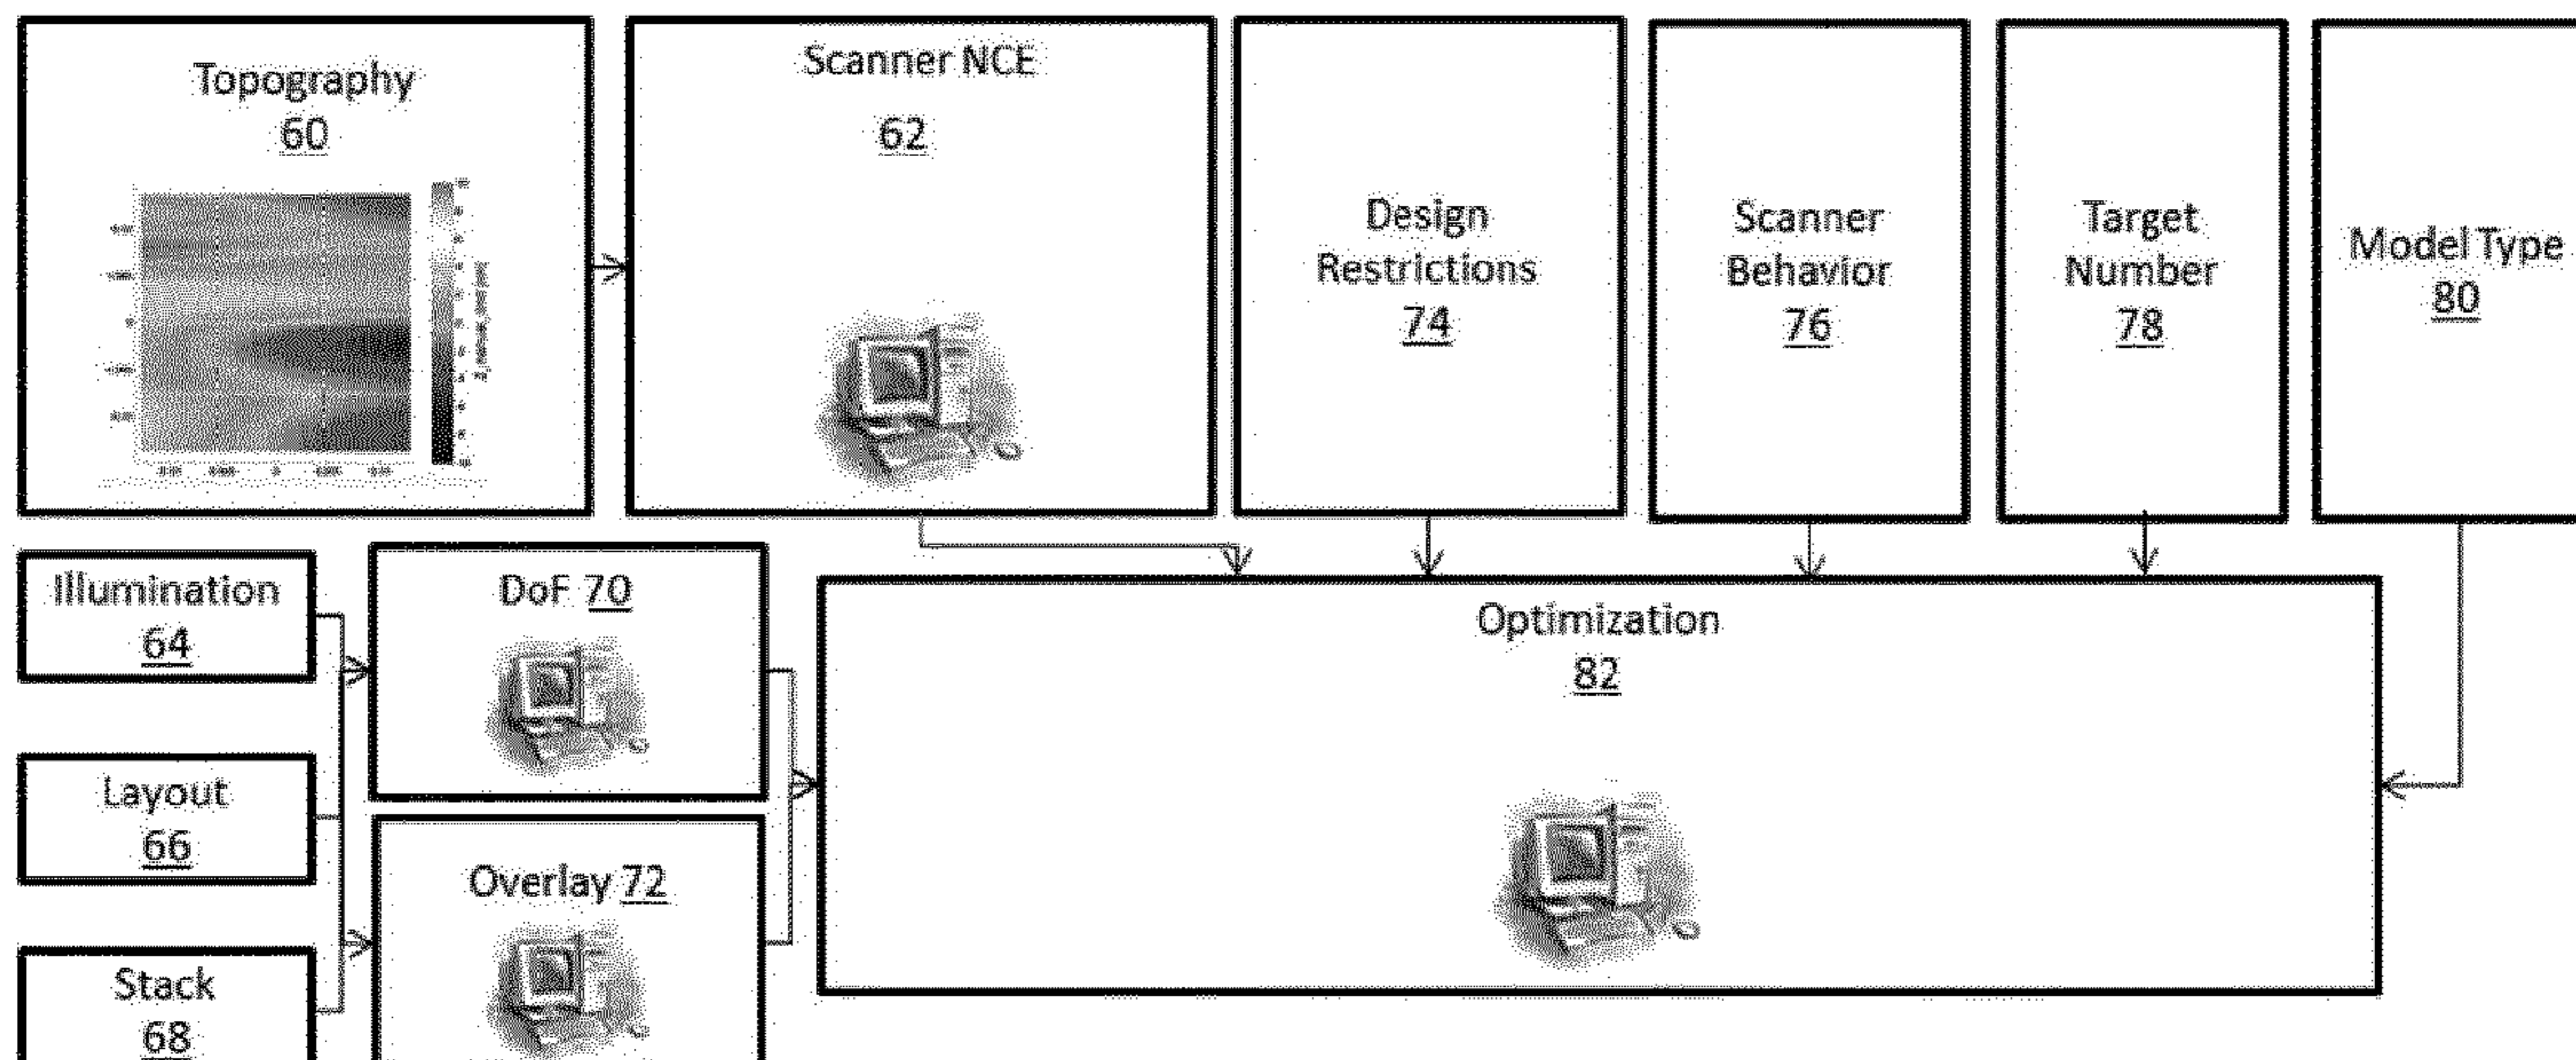 Topography
60
Scanner NCE
62
Design
Restrictions
74
Scanner
Behavior
76
Target
Number
78
Model Type
80
Illumination
64
Layout
66
Stack
68
DoF 70
Overlay 72
Optimization
82